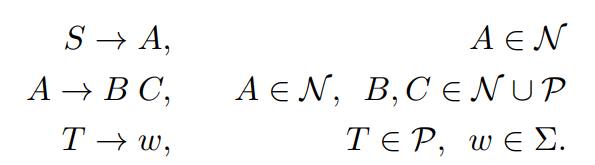 S → A, A ∈ 𝒩
A → B C, A ∈ 𝒩, B, C ∈ 𝒩 ∪ 𝒫
T → w, T ∈ 𝒫, w ∈ Σ.